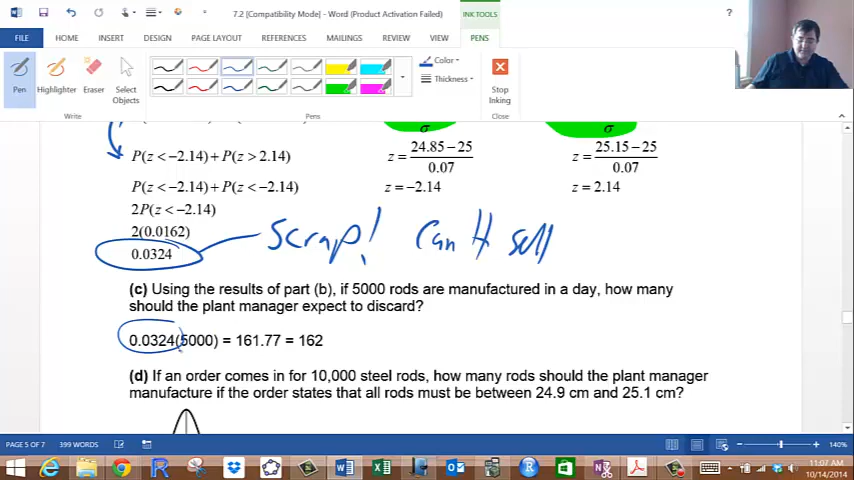 7.2 [Compatibility Mode] - Word (Product Activation Failed)
INK TOOLS
FILE HOME INSERT DESIGN PAGE LAYOUT REFERENCES MAILINGS REVIEW VIEW PENS
Pen Highlighter Eraser Select Objects
Color
Thickness
Stop Inking
Write Pens Close
σ σ
P(z < −2.14) + P(z > 2.14)
z = 24.85 − 25 / 0.07
z = 25.15 − 25 / 0.07
P(z < −2.14) + P(z < −2.14)
z = −2.14
z = 2.14
2P(z < −2.14)
2(0.0162)
0.0324
Scrap! Can't sell
(c) Using the results of part (b), if 5000 rods are manufactured in a day, how many
should the plant manager expect to discard?
0.0324(5000) = 161.77 = 162
(d) If an order comes in for 10,000 steel rods, how many rods should the plant manager
manufacture if the order states that all rods must be between 24.9 cm and 25.1 cm?
PAGE 5 OF 7 399 WORDS 140%
11:07 AM
10/14/2014